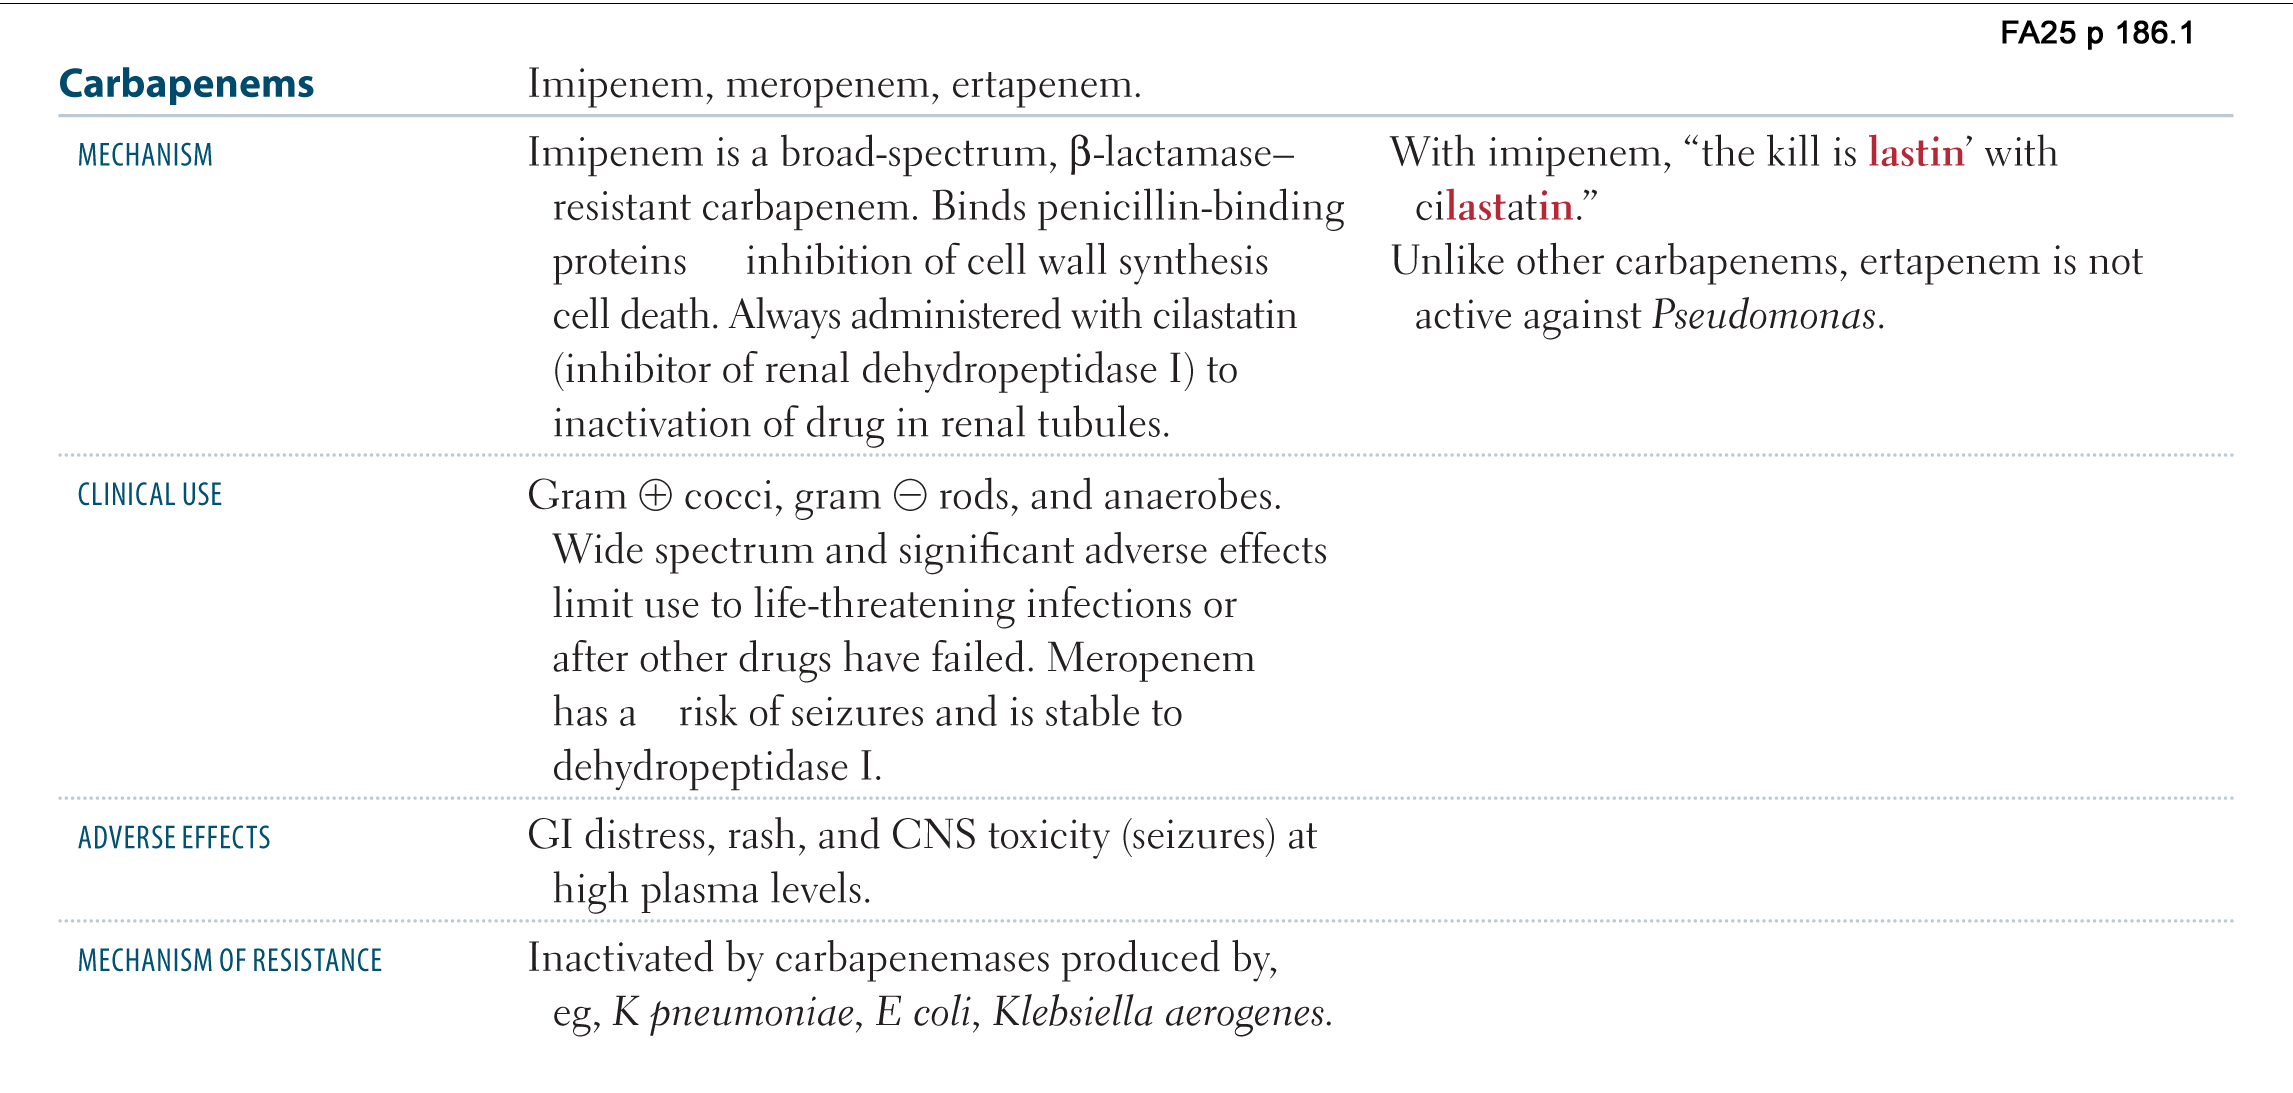 FA25 p 186.1
Carbapenems
Imipenem, meropenem, ertapenem.
MECHANISM
Imipenem is a broad-spectrum, β-lactamase–
resistant carbapenem. Binds penicillin-binding
proteins inhibition of cell wall synthesis
cell death. Always administered with cilastatin
(inhibitor of renal dehydropeptidase I) to
inactivation of drug in renal tubules.
With imipenem, “the kill is lastin’ with
cilastatin.”
Unlike other carbapenems, ertapenem is not
active against Pseudomonas.
CLINICAL USE
Gram ⊕ cocci, gram ⊖ rods, and anaerobes.
Wide spectrum and significant adverse effects
limit use to life-threatening infections or
after other drugs have failed. Meropenem
has a risk of seizures and is stable to
dehydropeptidase I.
ADVERSE EFFECTS
GI distress, rash, and CNS toxicity (seizures) at
high plasma levels.
MECHANISM OF RESISTANCE
Inactivated by carbapenemases produced by,
eg, K pneumoniae, E coli, Klebsiella aerogenes.